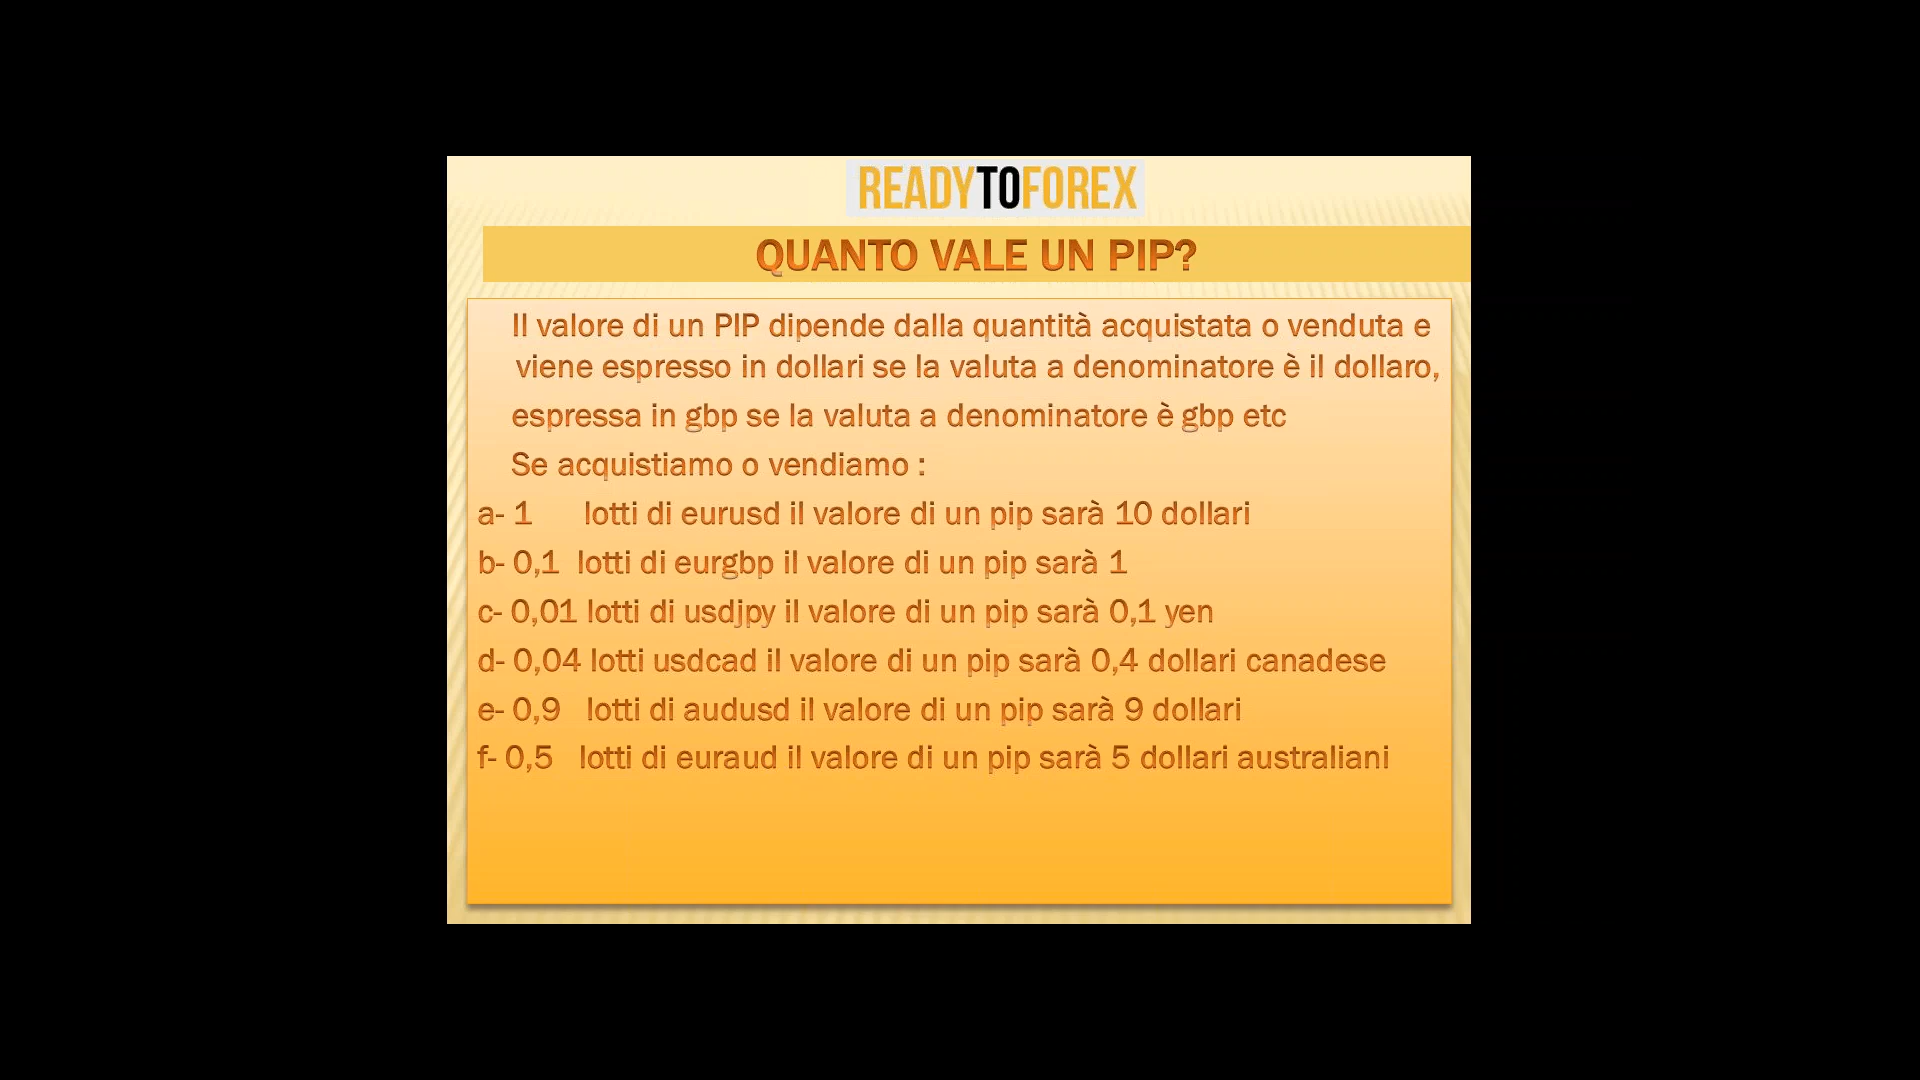 READYTOFOREX
QUANTO VALE UN PIP?
Il valore di un PIP dipende dalla quantità acquistata o venduta e
viene espresso in dollari se la valuta a denominatore è il dollaro,
espressa in gbp se la valuta a denominatore è gbp etc
Se acquistiamo o vendiamo :
a- 1 lotti di eurusd il valore di un pip sarà 10 dollari
b- 0,1 lotti di eurgbp il valore di un pip sarà 1
c- 0,01 lotti di usdjpy il valore di un pip sarà 0,1 yen
d- 0,04 lotti usdcad il valore di un pip sarà 0,4 dollari canadese
e- 0,9 lotti di audusd il valore di un pip sarà 9 dollari
f- 0,5 lotti di euraud il valore di un pip sarà 5 dollari australiani